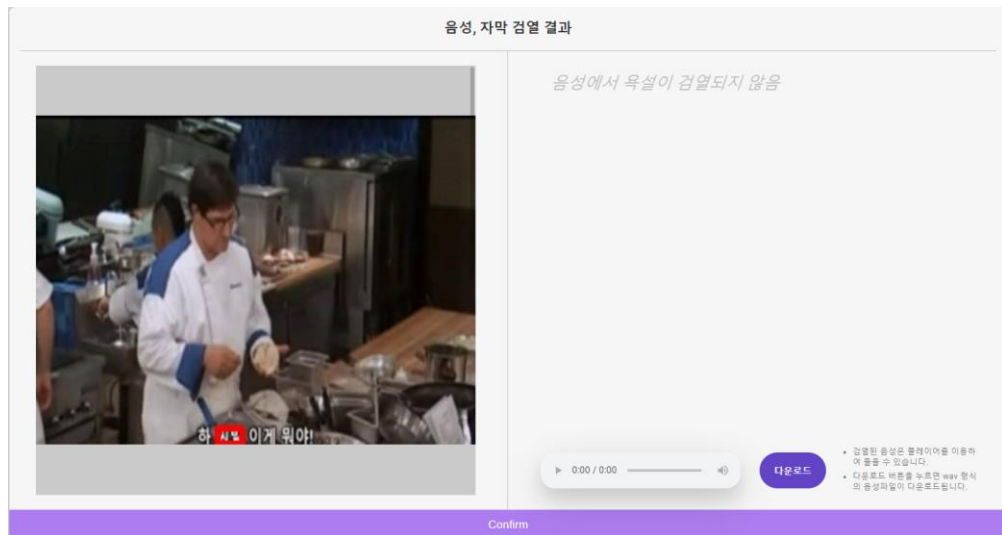 음성, 자막 검열 결과
음성에서 욕설이 검열되지 않음
하 시발 이게 뭐야!
0:00 / 0:00
다운로드
검열된 음성은 플레이어를 이용하
여 들을 수 있습니다.
다운로드 버튼을 누르면 wav 형식
의 음성파일이 다운로드됩니다.
Confirm